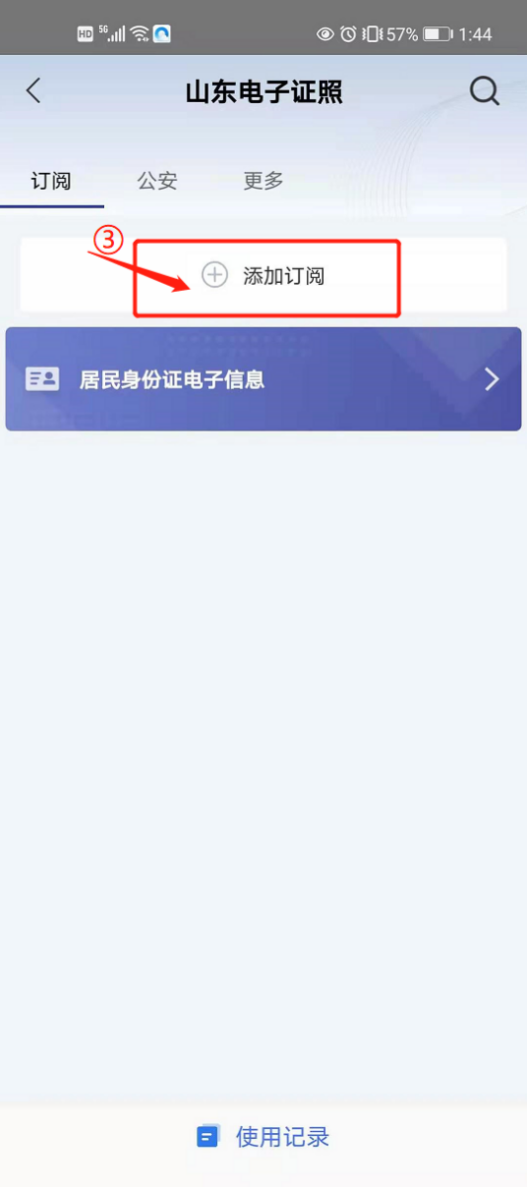 HD 5G 57% 1:44
山东电子证照
订阅 公安 更多
③
添加订阅
居民身份证电子信息
使用记录